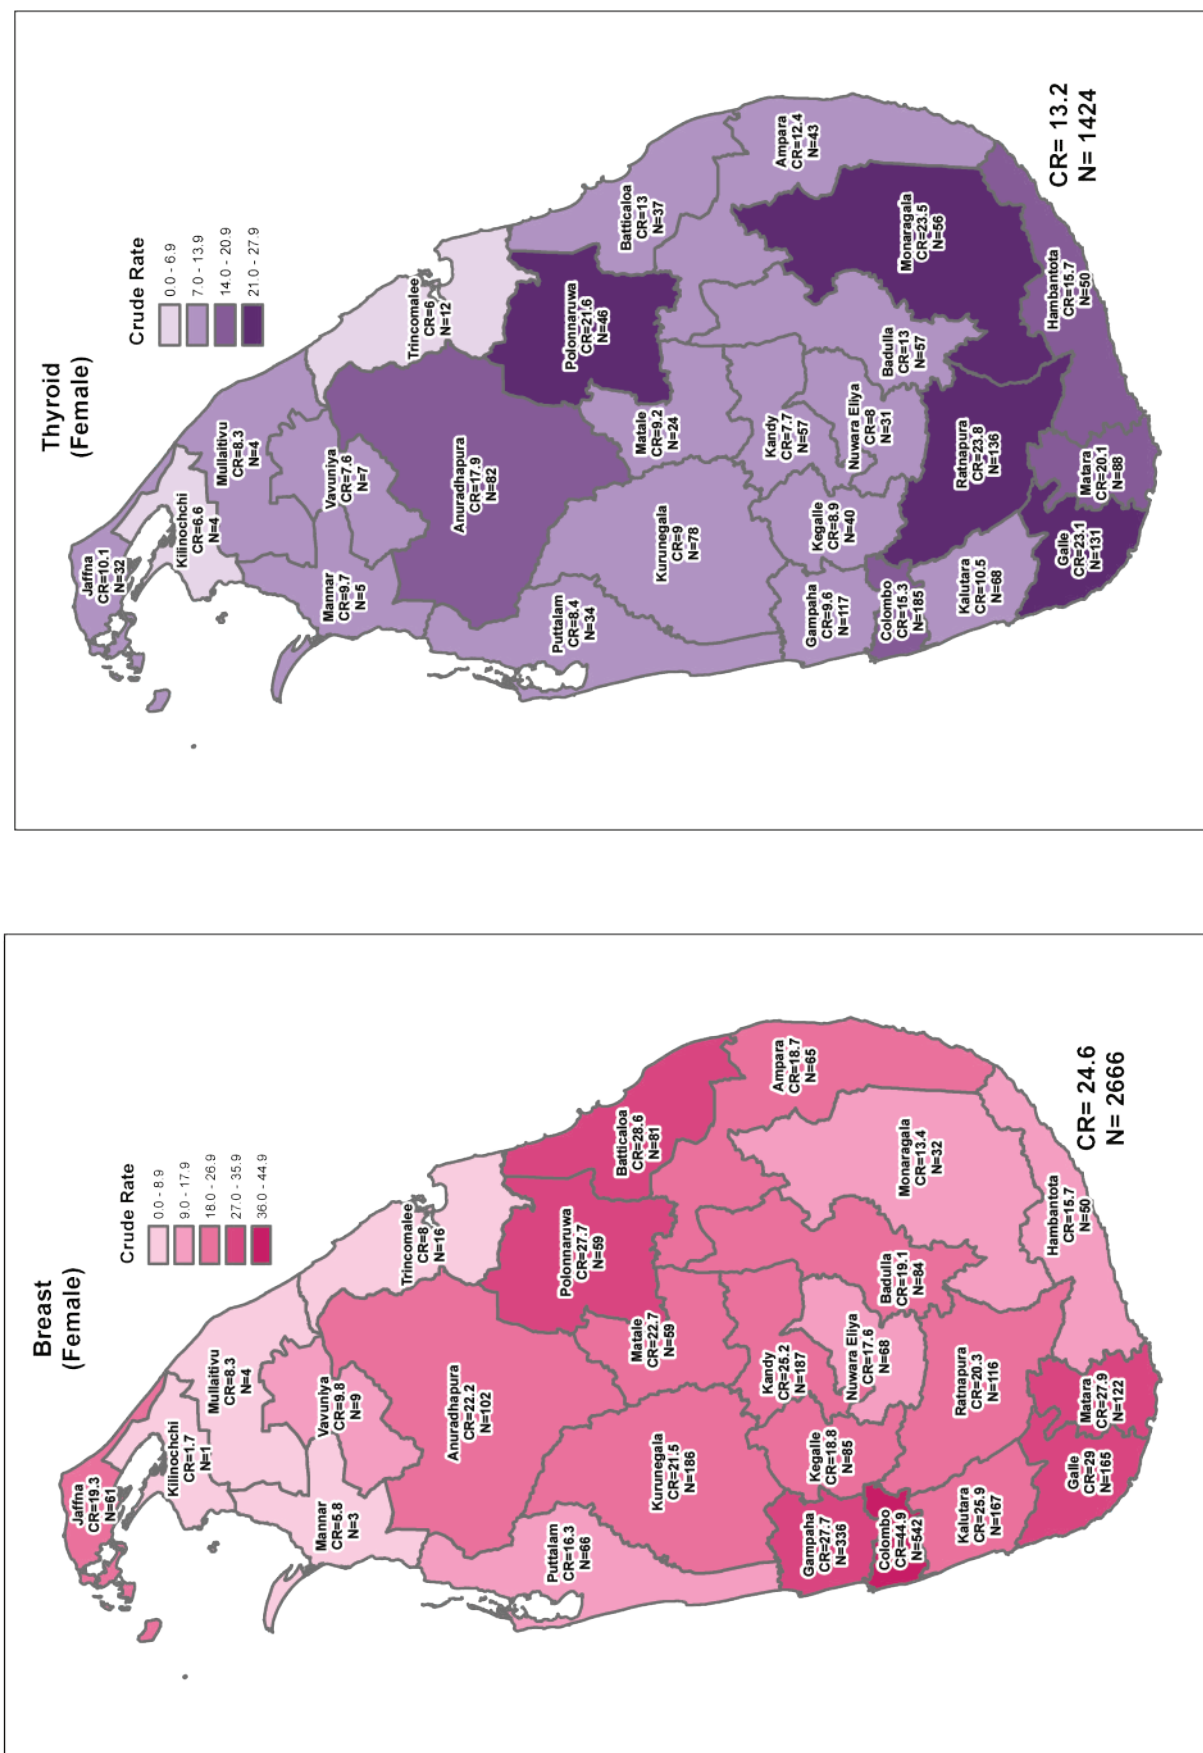 Breast
(Female)
Crude Rate
0.0 - 8.9
9.0 - 17.9
18.0 - 26.9
27.0 - 35.9
36.0 - 44.9
Jaffna
CR=19.3
N=61
Kilinochchi
CR=1.7
N=1
Mullaitivu
CR=8.3
N=4
Mannar
CR=5.8
N=3
Vavuniya
CR=9.8
N=9
Trincomalee
CR=8
N=16
Anuradhapura
CR=22.2
N=102
Puttalam
CR=16.3
N=66
Polonnaruwa
CR=27.7
N=59
Batticaloa
CR=28.6
N=81
Kurunegala
CR=21.5
N=186
Matale
CR=22.7
N=59
Ampara
CR=18.7
N=65
Gampaha
CR=27.7
N=336
Kegalle
CR=18.8
N=85
Kandy
CR=25.2
N=187
Nuwara Eliya
CR=17.6
N=68
Badulla
CR=19.1
N=84
Monaragala
CR=13.4
N=32
Colombo
CR=44.9
N=542
Kalutara
CR=25.9
N=167
Ratnapura
CR=20.3
N=116
Galle
CR=29
N=165
Matara
CR=27.9
N=122
Hambantota
CR=15.7
N=50
CR= 24.6
N= 2666
Thyroid
(Female)
Crude Rate
0.0 - 6.9
7.0 - 13.9
14.0 - 20.9
21.0 - 27.9
Jaffna
CR=10.1
N=32
Kilinochchi
CR=6.6
N=4
Mullaitivu
CR=8.3
N=4
Mannar
CR=9.7
N=5
Vavuniya
CR=7.6
N=7
Trincomalee
CR=6
N=12
Anuradhapura
CR=17.9
N=82
Puttalam
CR=8.4
N=34
Polonnaruwa
CR=21.6
N=46
Batticaloa
CR=13
N=37
Kurunegala
CR=9
N=78
Matale
CR=9.2
N=24
Ampara
CR=12.4
N=43
Gampaha
CR=9.6
N=117
Kegalle
CR=8.9
N=40
Kandy
CR=7.7
N=57
Nuwara Eliya
CR=8
N=31
Badulla
CR=13
N=57
Monaragala
CR=23.5
N=56
Colombo
CR=15.3
N=185
Kalutara
CR=10.5
N=68
Ratnapura
CR=23.8
N=136
Galle
CR=23.1
N=131
Matara
CR=20.1
N=88
Hambantota
CR=15.7
N=50
CR= 13.2
N= 1424